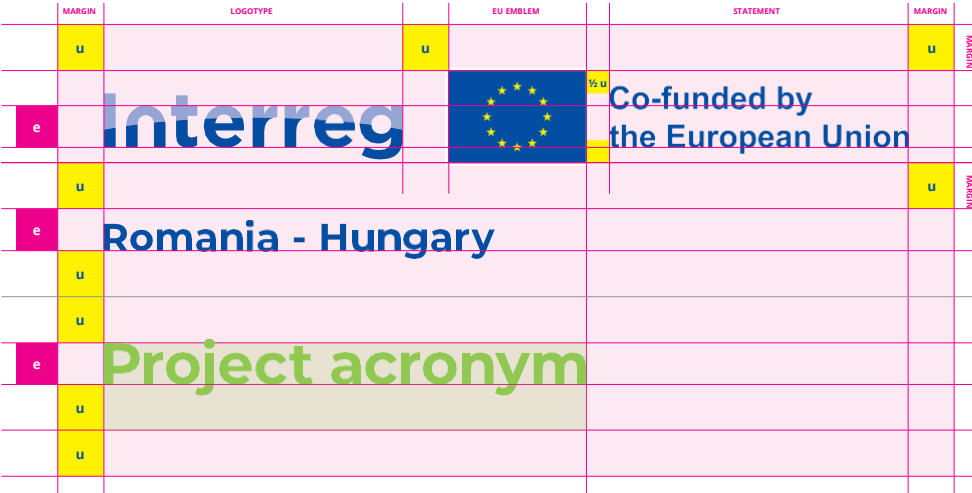 MARGIN LOGOTYPE EU EMBLEM STATEMENT MARGIN
u u u
MARGIN
½ u
Interreg
Co-funded by
the European Union
e
u u
MARGIN
e
Romania - Hungary
u
u
e
Project acronym
u
u